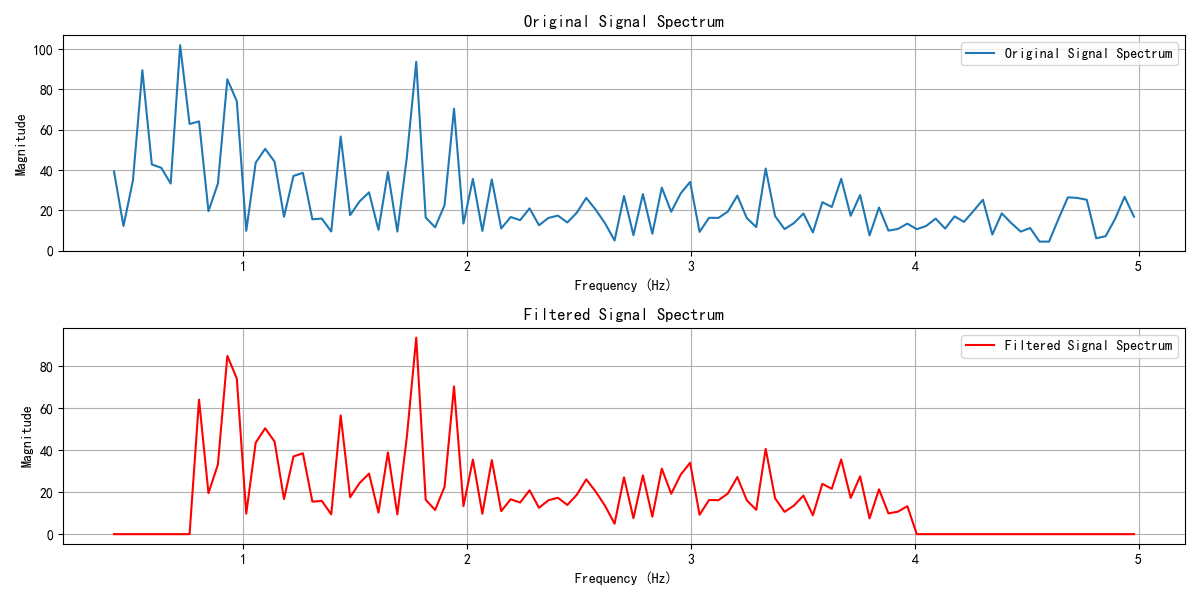 Original Signal Spectrum
100
80
60
40
20
0
Magnitude
Original Signal Spectrum
1
2
3
4
5
Frequency (Hz)
Filtered Signal Spectrum
80
60
40
20
0
Magnitude
Filtered Signal Spectrum
1
2
3
4
5
Frequency (Hz)